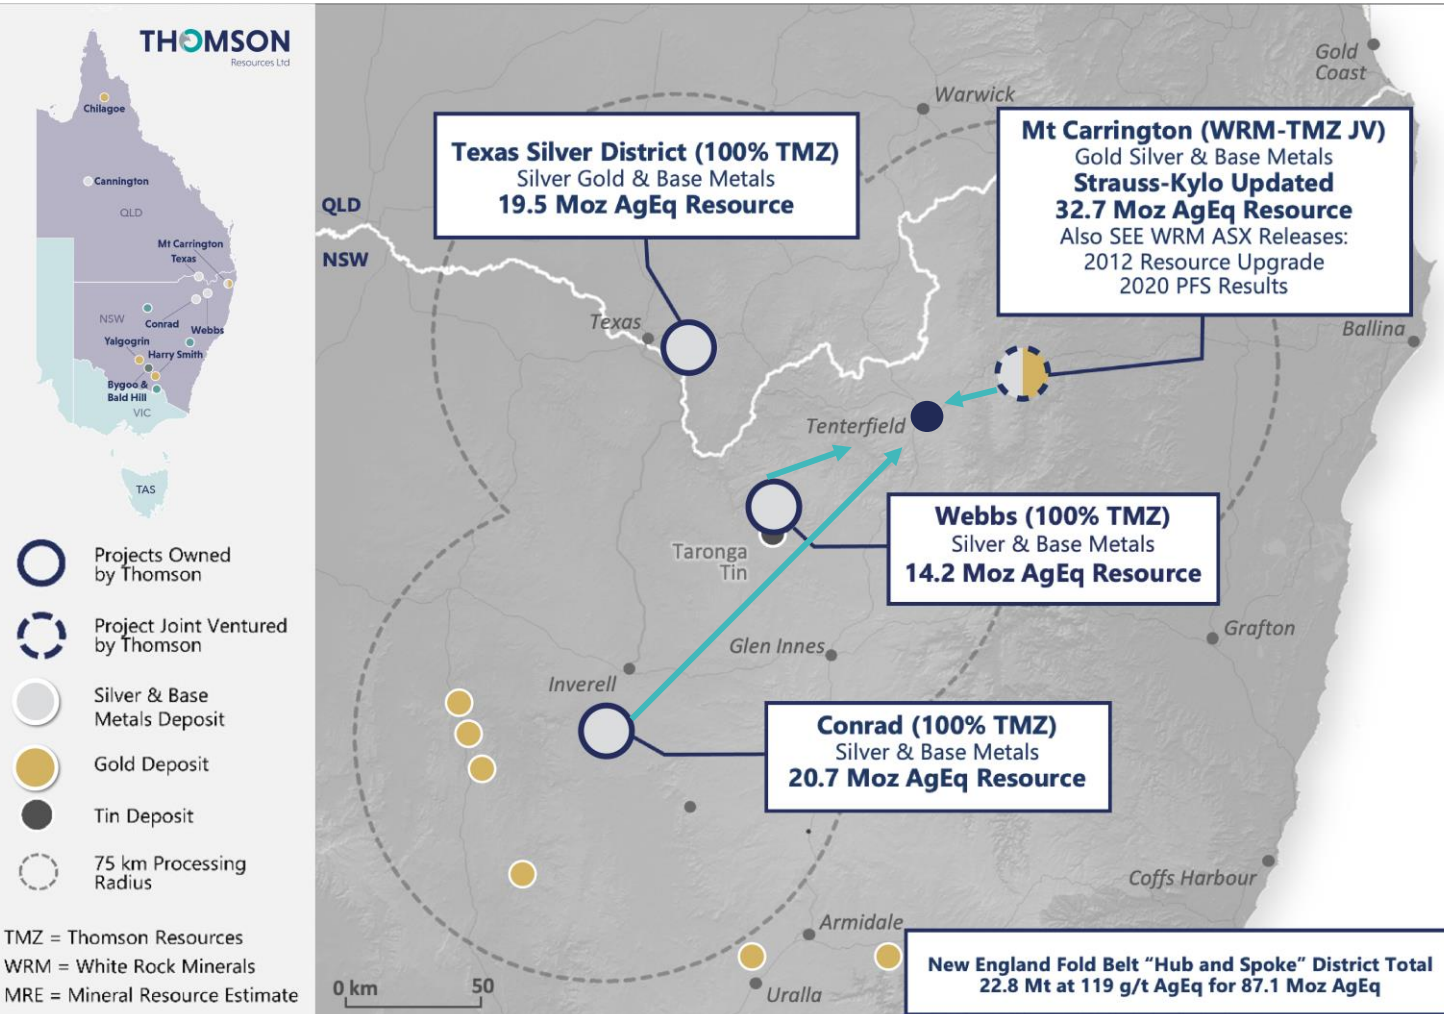 THOMSON
Resources Ltd
Chilagoe
Cannington
QLD
Mt Carrington
Texas
NSW
Conrad
Webbs
Yalgogrin
Harry Smith
Bygoo &
Bald Hill
VIC
TAS
Projects Owned
by Thomson
Project Joint Ventured
by Thomson
Silver & Base
Metals Deposit
Gold Deposit
Tin Deposit
75 km Processing
Radius
TMZ = Thomson Resources
WRM = White Rock Minerals
MRE = Mineral Resource Estimate
Gold
Coast
Warwick
Texas Silver District (100% TMZ)
Silver Gold & Base Metals
19.5 Moz AgEq Resource
Mt Carrington (WRM-TMZ JV)
Gold Silver & Base Metals
Strauss-Kylo Updated
32.7 Moz AgEq Resource
Also SEE WRM ASX Releases:
2012 Resource Upgrade
2020 PFS Results
QLD
NSW
Texas
Ballina
Tenterfield
Webbs (100% TMZ)
Silver & Base Metals
14.2 Moz AgEq Resource
Taronga
Tin
Grafton
Glen Innes
Inverell
Conrad (100% TMZ)
Silver & Base Metals
20.7 Moz AgEq Resource
Coffs Harbour
Armidale
New England Fold Belt “Hub and Spoke” District Total
22.8 Mt at 119 g/t AgEq for 87.1 Moz AgEq
0 km
50
Uralla